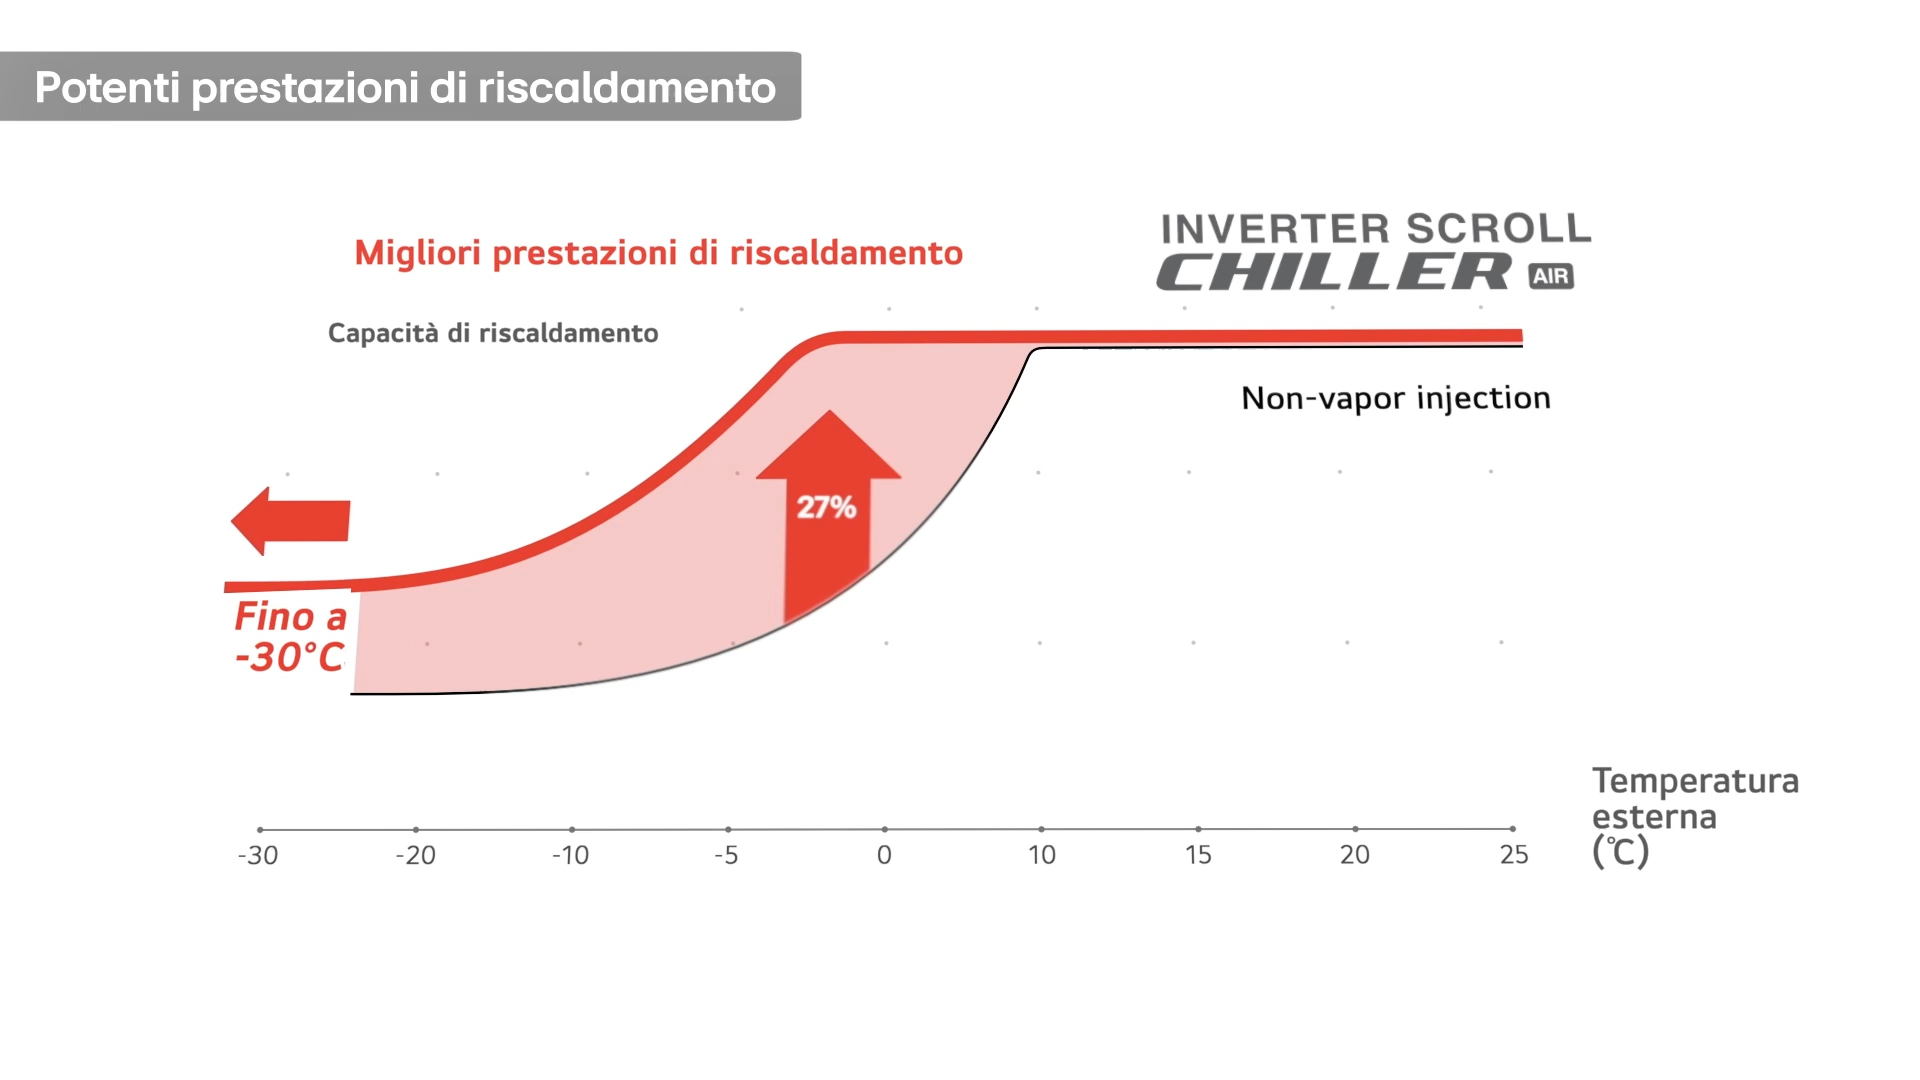 Potenti prestazioni di riscaldamento
INVERTER SCROLL
CHILLER AIR
Migliori prestazioni di riscaldamento
Capacità di riscaldamento
Non-vapor injection
27%
Fino a
-30°C
Temperatura
esterna
(℃)
-30 -20 -10 -5 0 10 15 20 25